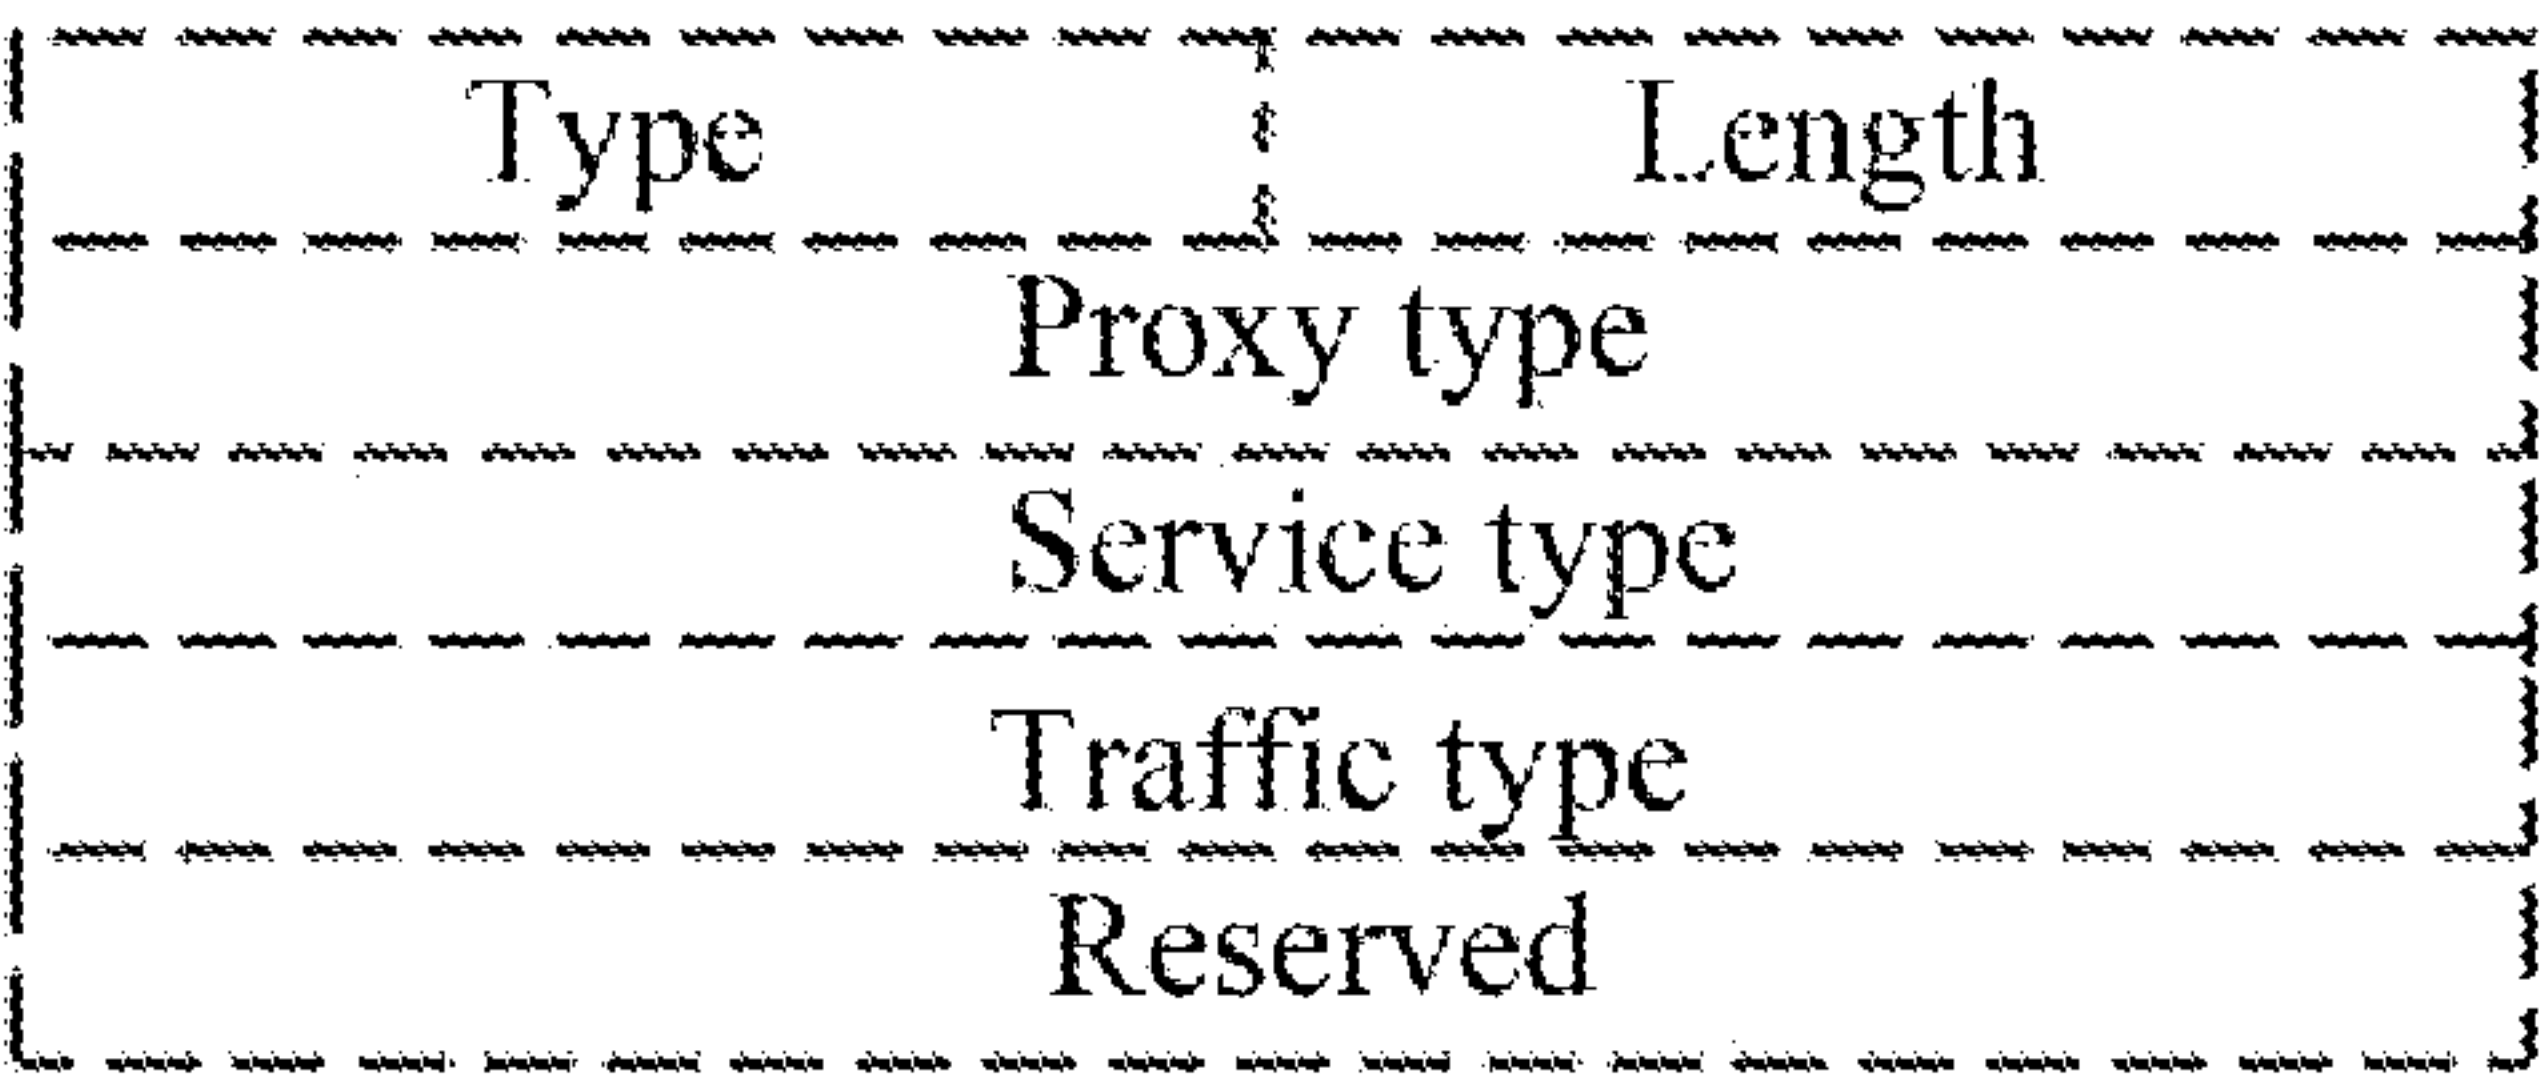 Type Length
Proxy type
Service type
Traffic type
Reserved